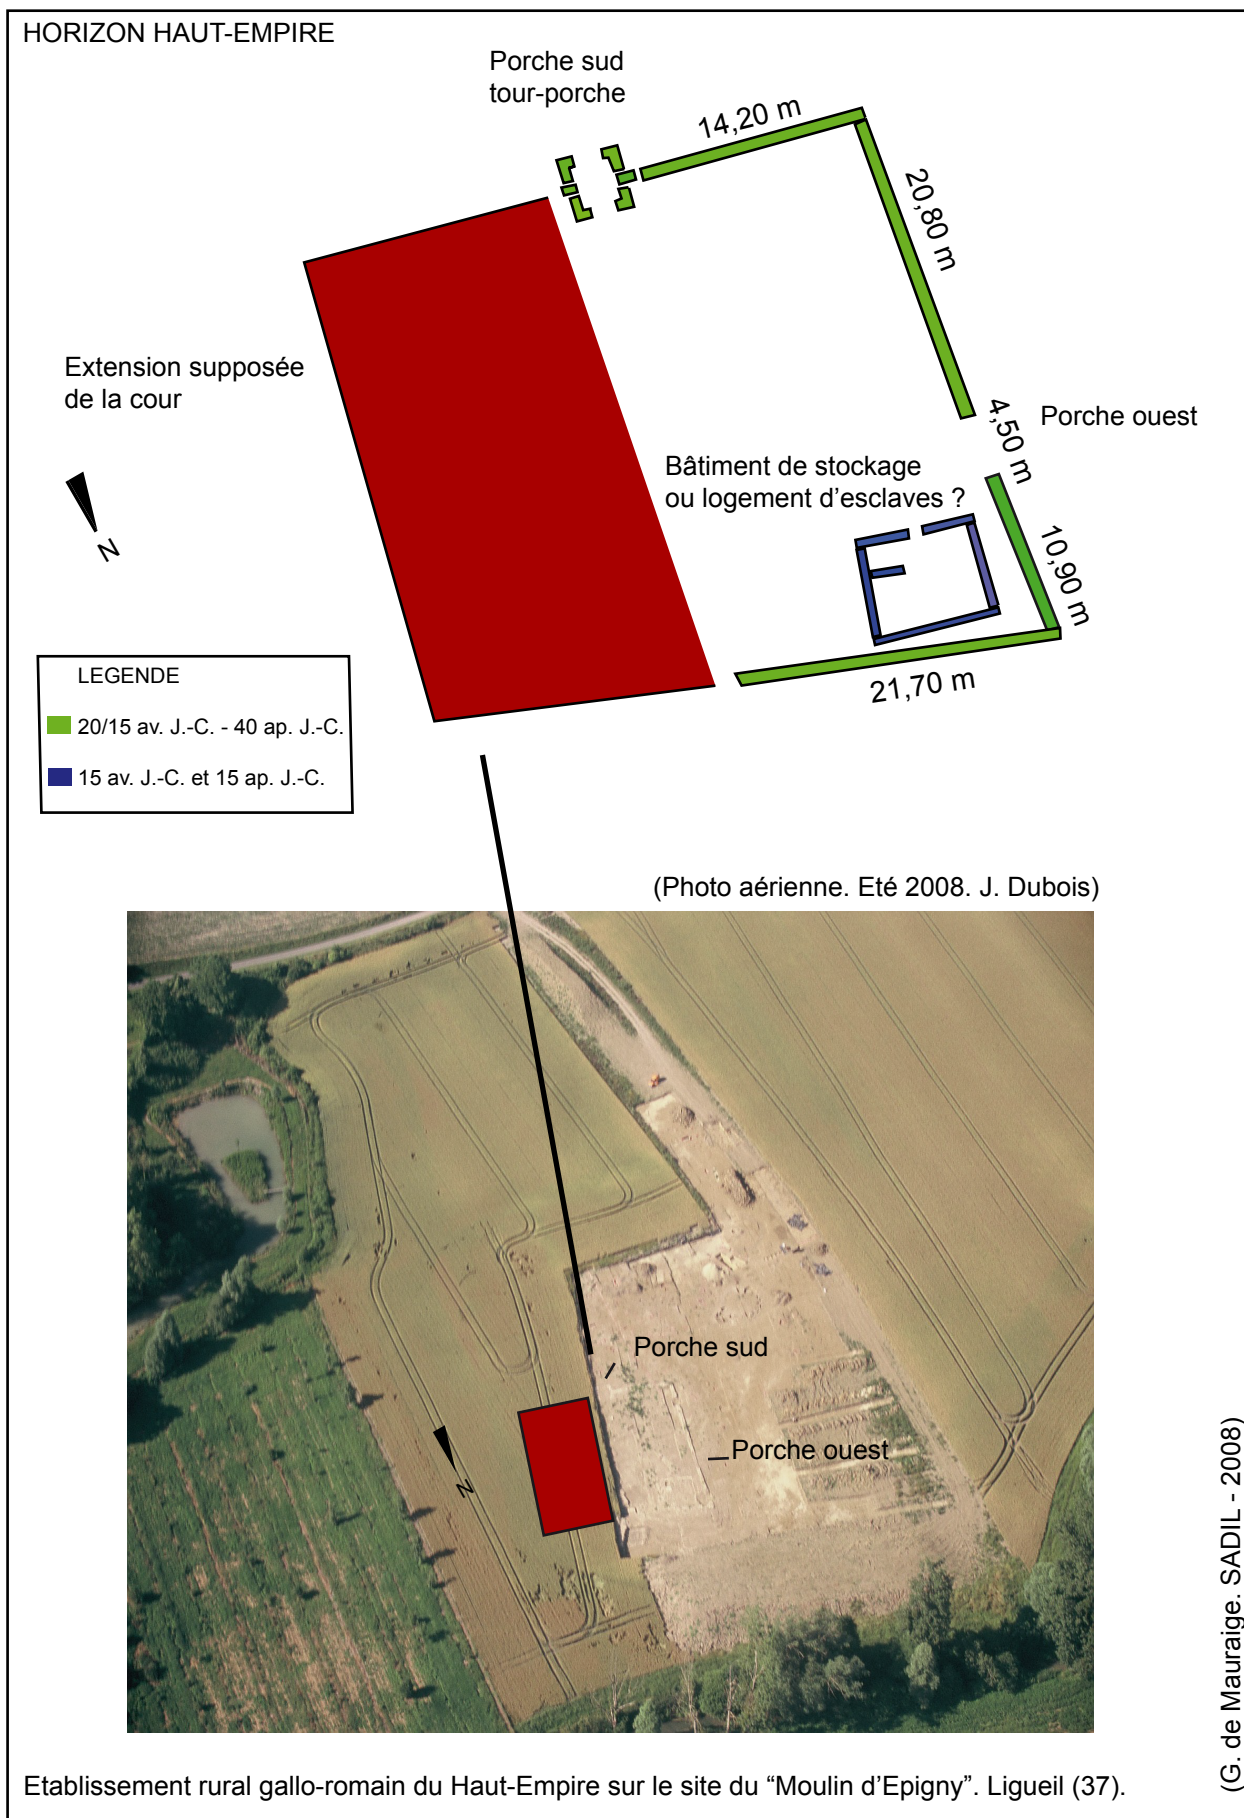 HORIZON HAUT-EMPIRE
Porche sud
tour-porche
14,20 m
20,80 m
Extension supposée
de la cour
4,50 m
Porche ouest
Bâtiment de stockage
ou logement d’esclaves ?
N
10,90 m
21,70 m
LEGENDE
20/15 av. J.-C. - 40 ap. J.-C.
15 av. J.-C. et 15 ap. J.-C.
(Photo aérienne. Eté 2008. J. Dubois)
Porche sud
Porche ouest
N
(G. de Mauraige. SADIL - 2008)
Etablissement rural gallo-romain du Haut-Empire sur le site du “Moulin d’Epigny”. Ligueil (37).